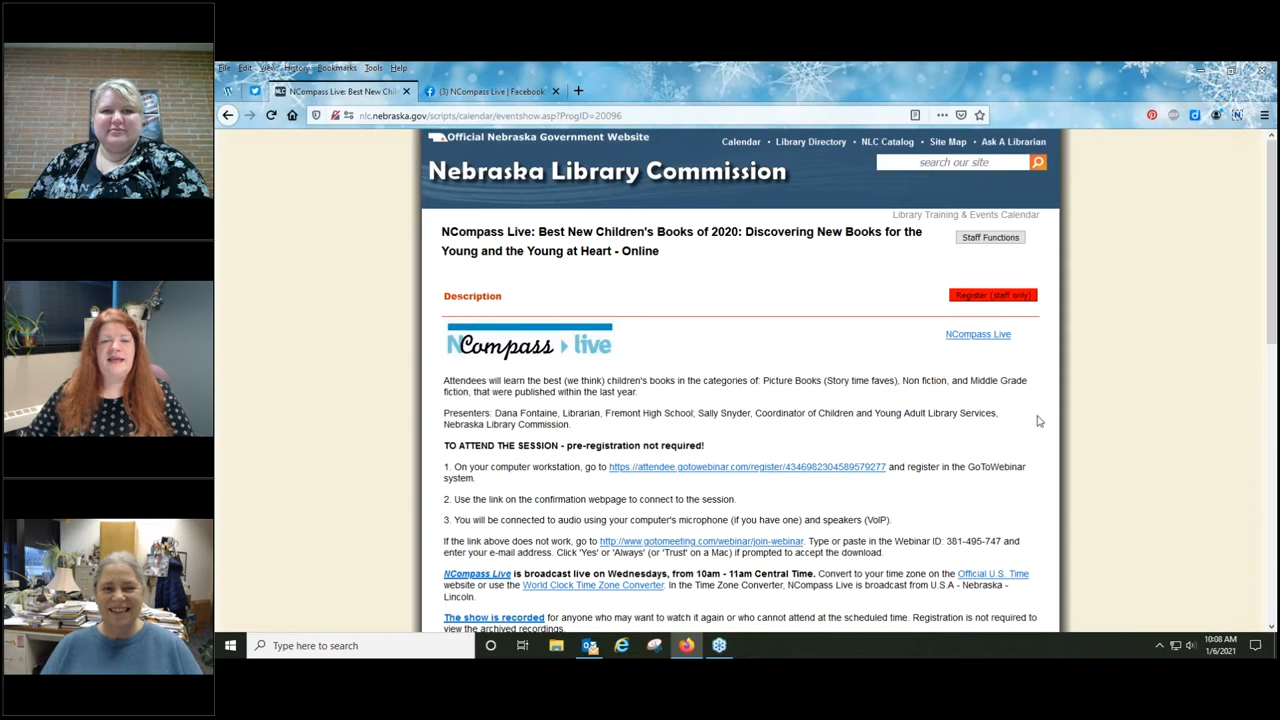 File Edit View History Bookmarks Tools Help
NCompass Live: Best New Chil
(3) NCompass Live | Facebook
nlc.nebraska.gov/scripts/calendar/eventshow.asp?ProgID=20096
Official Nebraska Government Website
Calendar • Library Directory • NLC Catalog • Site Map • Ask A Librarian
Nebraska Library Commission
search our site
Library Training & Events Calendar
NCompass Live: Best New Children's Books of 2020: Discovering New Books for the
Young and the Young at Heart - Online
Staff Functions
Description
Register (staff only)
NCompass live
NCompass Live
Attendees will learn the best (we think) children's books in the categories of: Picture Books (Story time faves), Non fiction, and Middle Grade
fiction, that were published within the last year.
Presenters: Dana Fontaine, Librarian, Fremont High School; Sally Snyder, Coordinator of Children and Young Adult Library Services,
Nebraska Library Commission.
TO ATTEND THE SESSION - pre-registration not required!
1. On your computer workstation, go to https://attendee.gotowebinar.com/register/4346982304589579277 and register in the GoToWebinar
system.
2. Use the link on the confirmation webpage to connect to the session.
3. You will be connected to audio using your computer's microphone (if you have one) and speakers (VoIP).
If the link above does not work, go to http://www.gotomeeting.com/webinar/join-webinar. Type or paste in the Webinar ID: 381-495-747 and
enter your e-mail address. Click 'Yes' or 'Always' (or 'Trust' on a Mac) if prompted to accept the download.
NCompass Live is broadcast live on Wednesdays, from 10am - 11am Central Time. Convert to your time zone on the Official U.S. Time
website or use the World Clock Time Zone Converter. In the Time Zone Converter, NCompass Live is broadcast from U.S.A - Nebraska -
Lincoln.
The show is recorded for anyone who may want to watch it again or who cannot attend at the scheduled time. Registration is not required to
view the archived recordings.
Type here to search
10:08 AM
1/6/2021